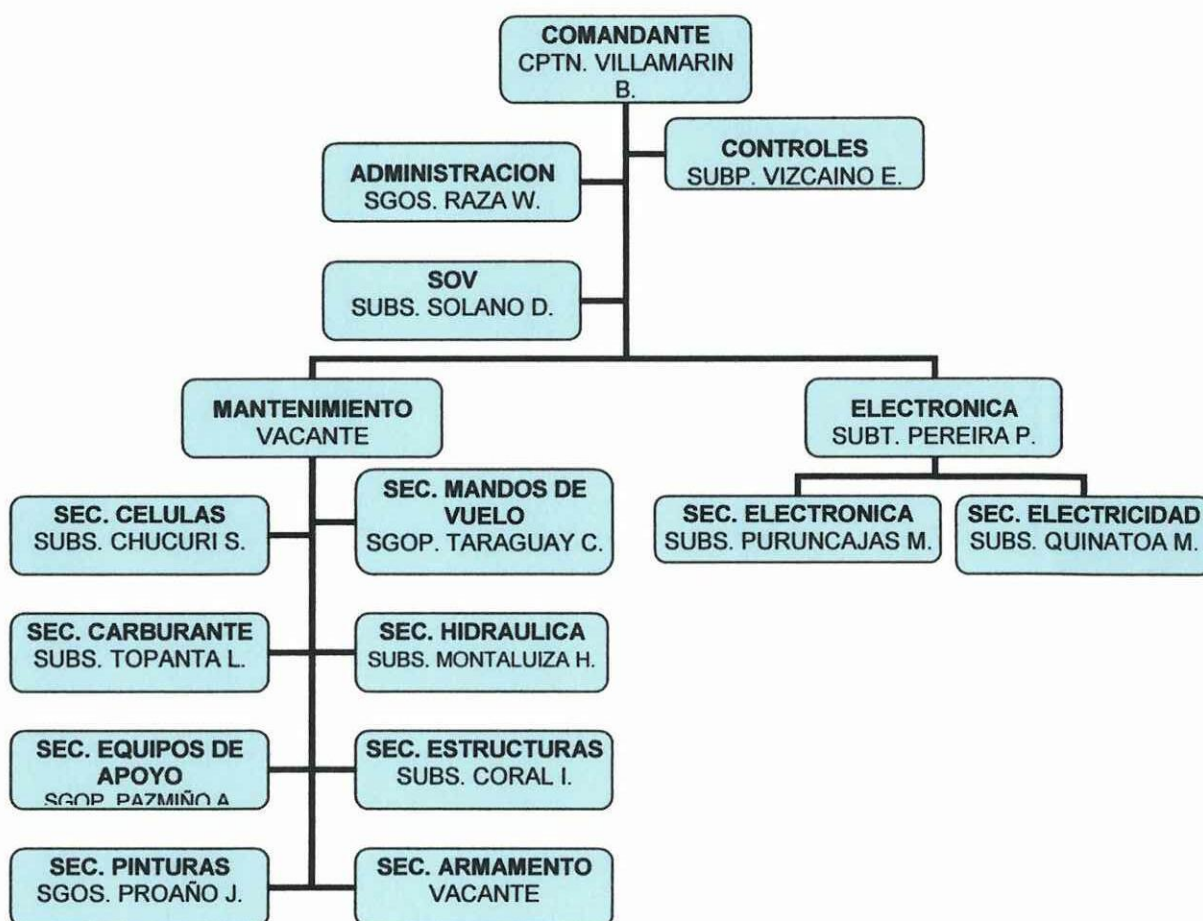 COMANDANTE
CPTN. VILLAMARIN
B.
CONTROLES
SUBP. VIZCAINO E.
ADMINISTRACION
SGOS. RAZA W.
SOV
SUBS. SOLANO D.
MANTENIMIENTO
VACANTE
ELECTRONICA
SUBT. PEREIRA P.
SEC. CELULAS
SUBS. CHUCURI S.
SEC. MANDOS DE
VUELO
SGOP. TARAGUAY C.
SEC. ELECTRONICA
SUBS. PURUNCAJAS M.
SEC. ELECTRICIDAD
SUBS. QUINATOA M.
SEC. CARBURANTE
SUBS. TOPANTA L.
SEC. HIDRAULICA
SUBS. MONTALUIZA H.
SEC. EQUIPOS DE
APOYO
SGOP. PAZMIÑO A
SEC. ESTRUCTURAS
SUBS. CORAL I.
SEC. PINTURAS
SGOS. PROAÑO J.
SEC. ARMAMENTO
VACANTE